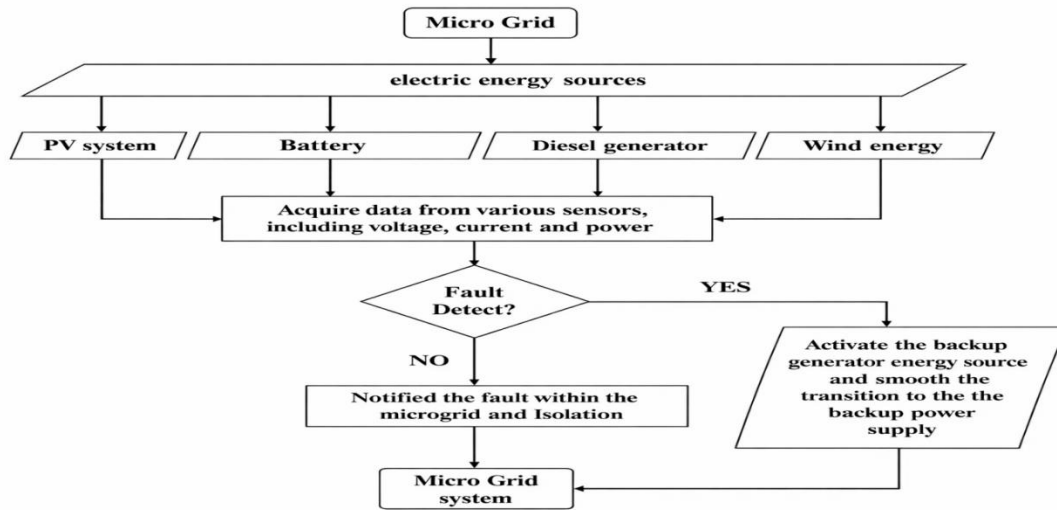 Micro Grid
electric energy sources
PV system
Battery
Diesel generator
Wind energy
Acquire data from various sensors,
including voltage, current and power
Fault
Detect?
YES
NO
Activate the backup
generator energy source
and smooth the
transition to the the
backup power
supply
Notified the fault within the
microgrid and Isolation
Micro Grid
system